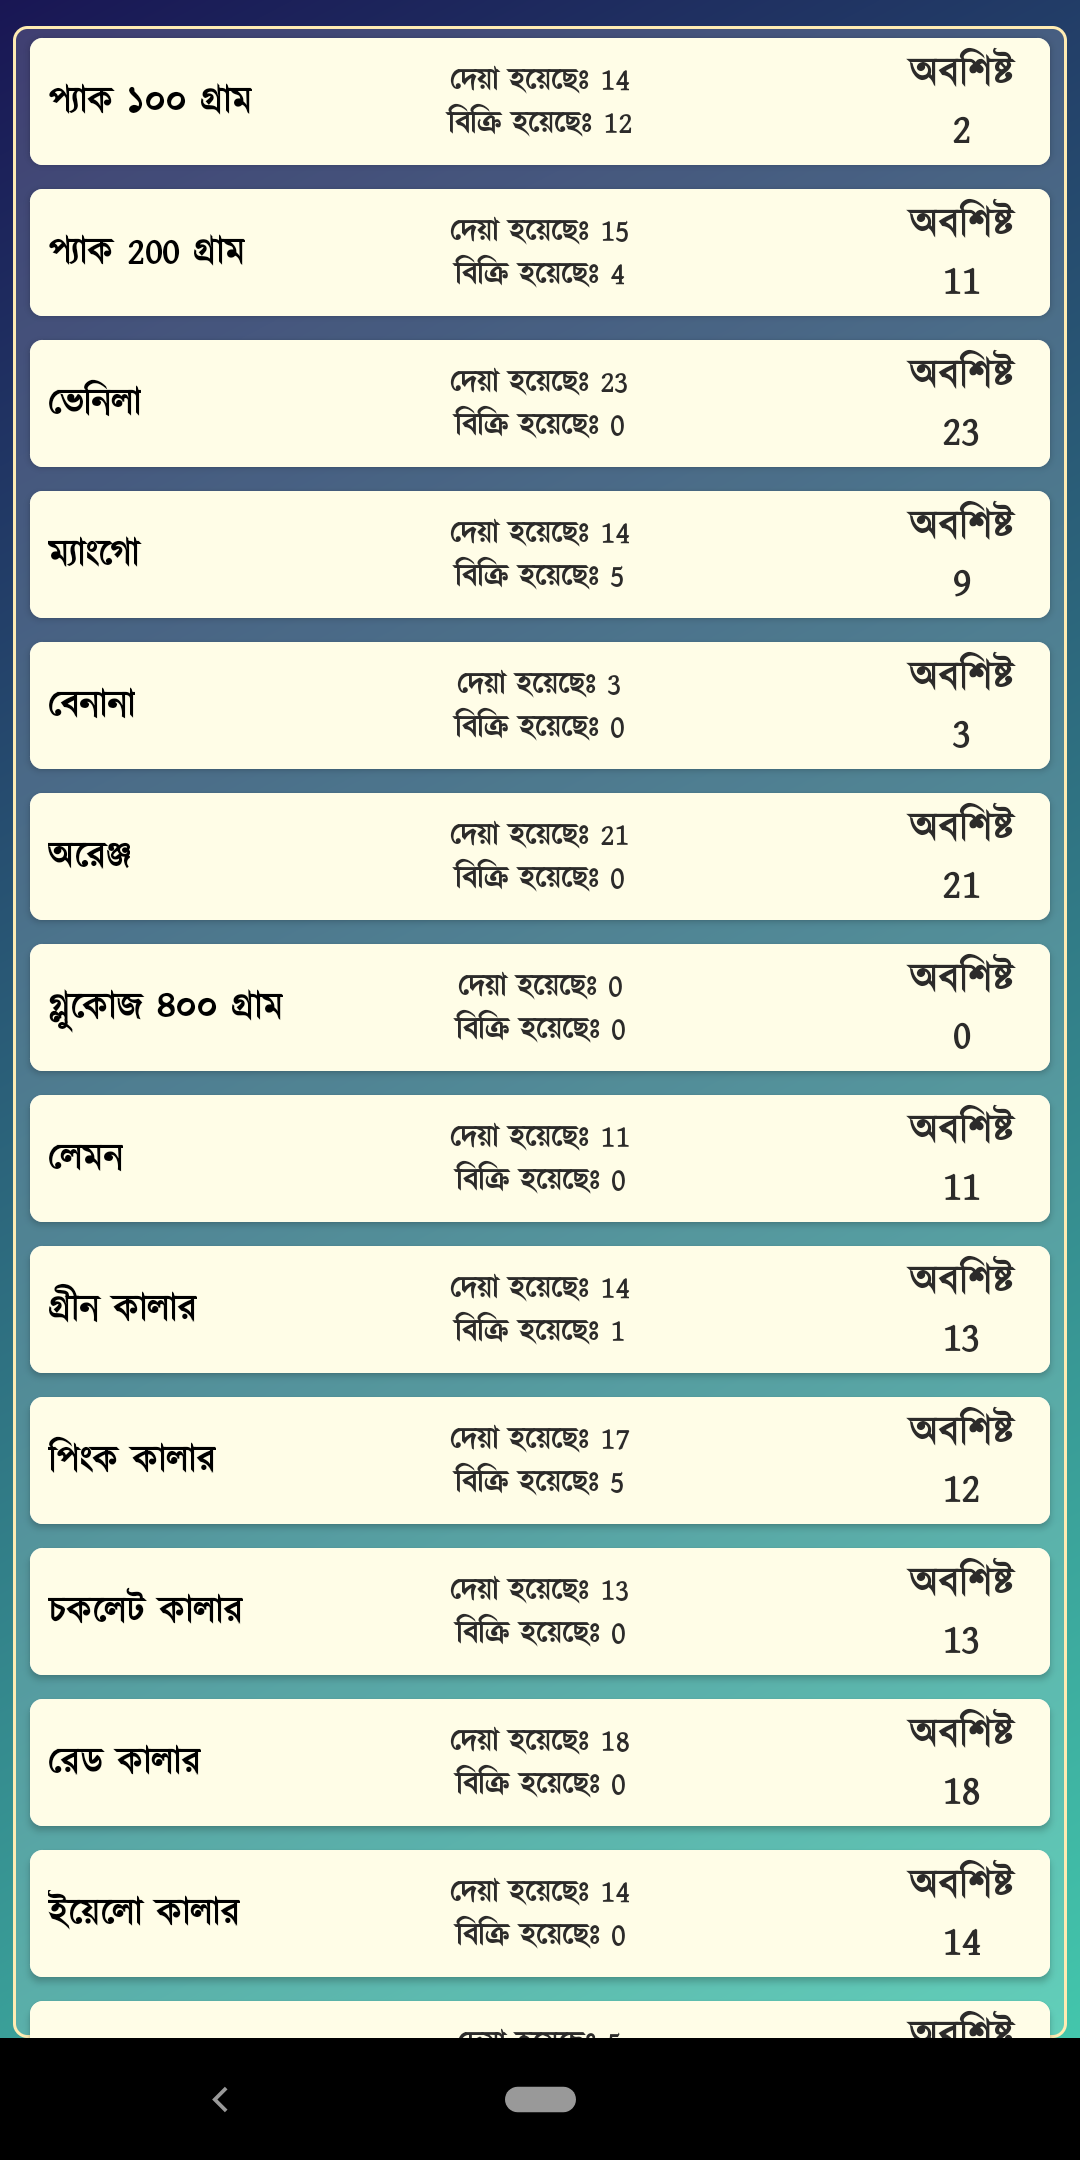 প্যাক ১০০ গ্রাম
দেয়া হয়েছেঃ 14
বিক্রি হয়েছেঃ 12
অবশিষ্ট
2
প্যাক 200 গ্রাম
দেয়া হয়েছেঃ 15
বিক্রি হয়েছেঃ 4
অবশিষ্ট
11
ভেনিলা
দেয়া হয়েছেঃ 23
বিক্রি হয়েছেঃ 0
অবশিষ্ট
23
ম্যাংগো
দেয়া হয়েছেঃ 14
বিক্রি হয়েছেঃ 5
অবশিষ্ট
9
বেনানা
দেয়া হয়েছেঃ 3
বিক্রি হয়েছেঃ 0
অবশিষ্ট
3
অরেঞ্জ
দেয়া হয়েছেঃ 21
বিক্রি হয়েছেঃ 0
অবশিষ্ট
21
গ্লুকোজ ৪০০ গ্রাম
দেয়া হয়েছেঃ 0
বিক্রি হয়েছেঃ 0
অবশিষ্ট
0
লেমন
দেয়া হয়েছেঃ 11
বিক্রি হয়েছেঃ 0
অবশিষ্ট
11
গ্রীন কালার
দেয়া হয়েছেঃ 14
বিক্রি হয়েছেঃ 1
অবশিষ্ট
13
পিংক কালার
দেয়া হয়েছেঃ 17
বিক্রি হয়েছেঃ 5
অবশিষ্ট
12
চকলেট কালার
দেয়া হয়েছেঃ 13
বিক্রি হয়েছেঃ 0
অবশিষ্ট
13
রেড কালার
দেয়া হয়েছেঃ 18
বিক্রি হয়েছেঃ 0
অবশিষ্ট
18
ইয়েলো কালার
দেয়া হয়েছেঃ 14
বিক্রি হয়েছেঃ 0
অবশিষ্ট
14
দেয়া হয়েছেঃ
অবশিষ্ট